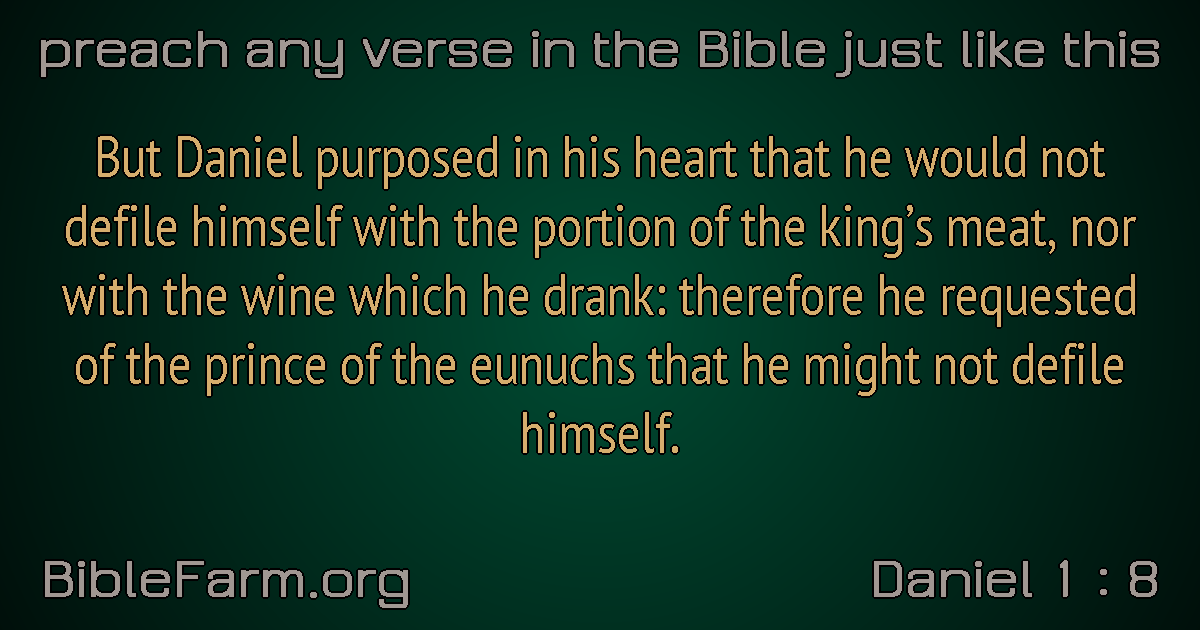 preach any verse in the Bible just like this
But Daniel purposed in his heart that he would not
defile himself with the portion of the king’s meat, nor
with the wine which he drank: therefore he requested
of the prince of the eunuchs that he might not defile
himself.
BibleFarm.org
Daniel 1 : 8